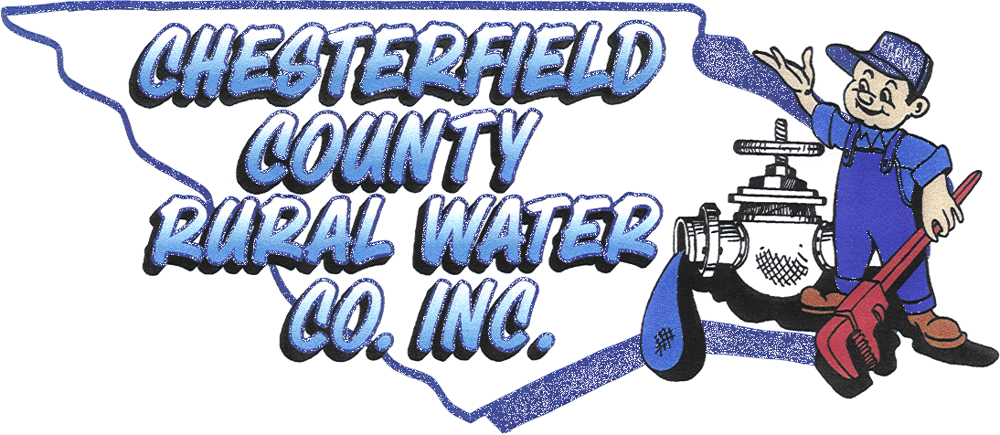 CHESTERFIELD
COUNTY
RURAL WATER
CO. INC.